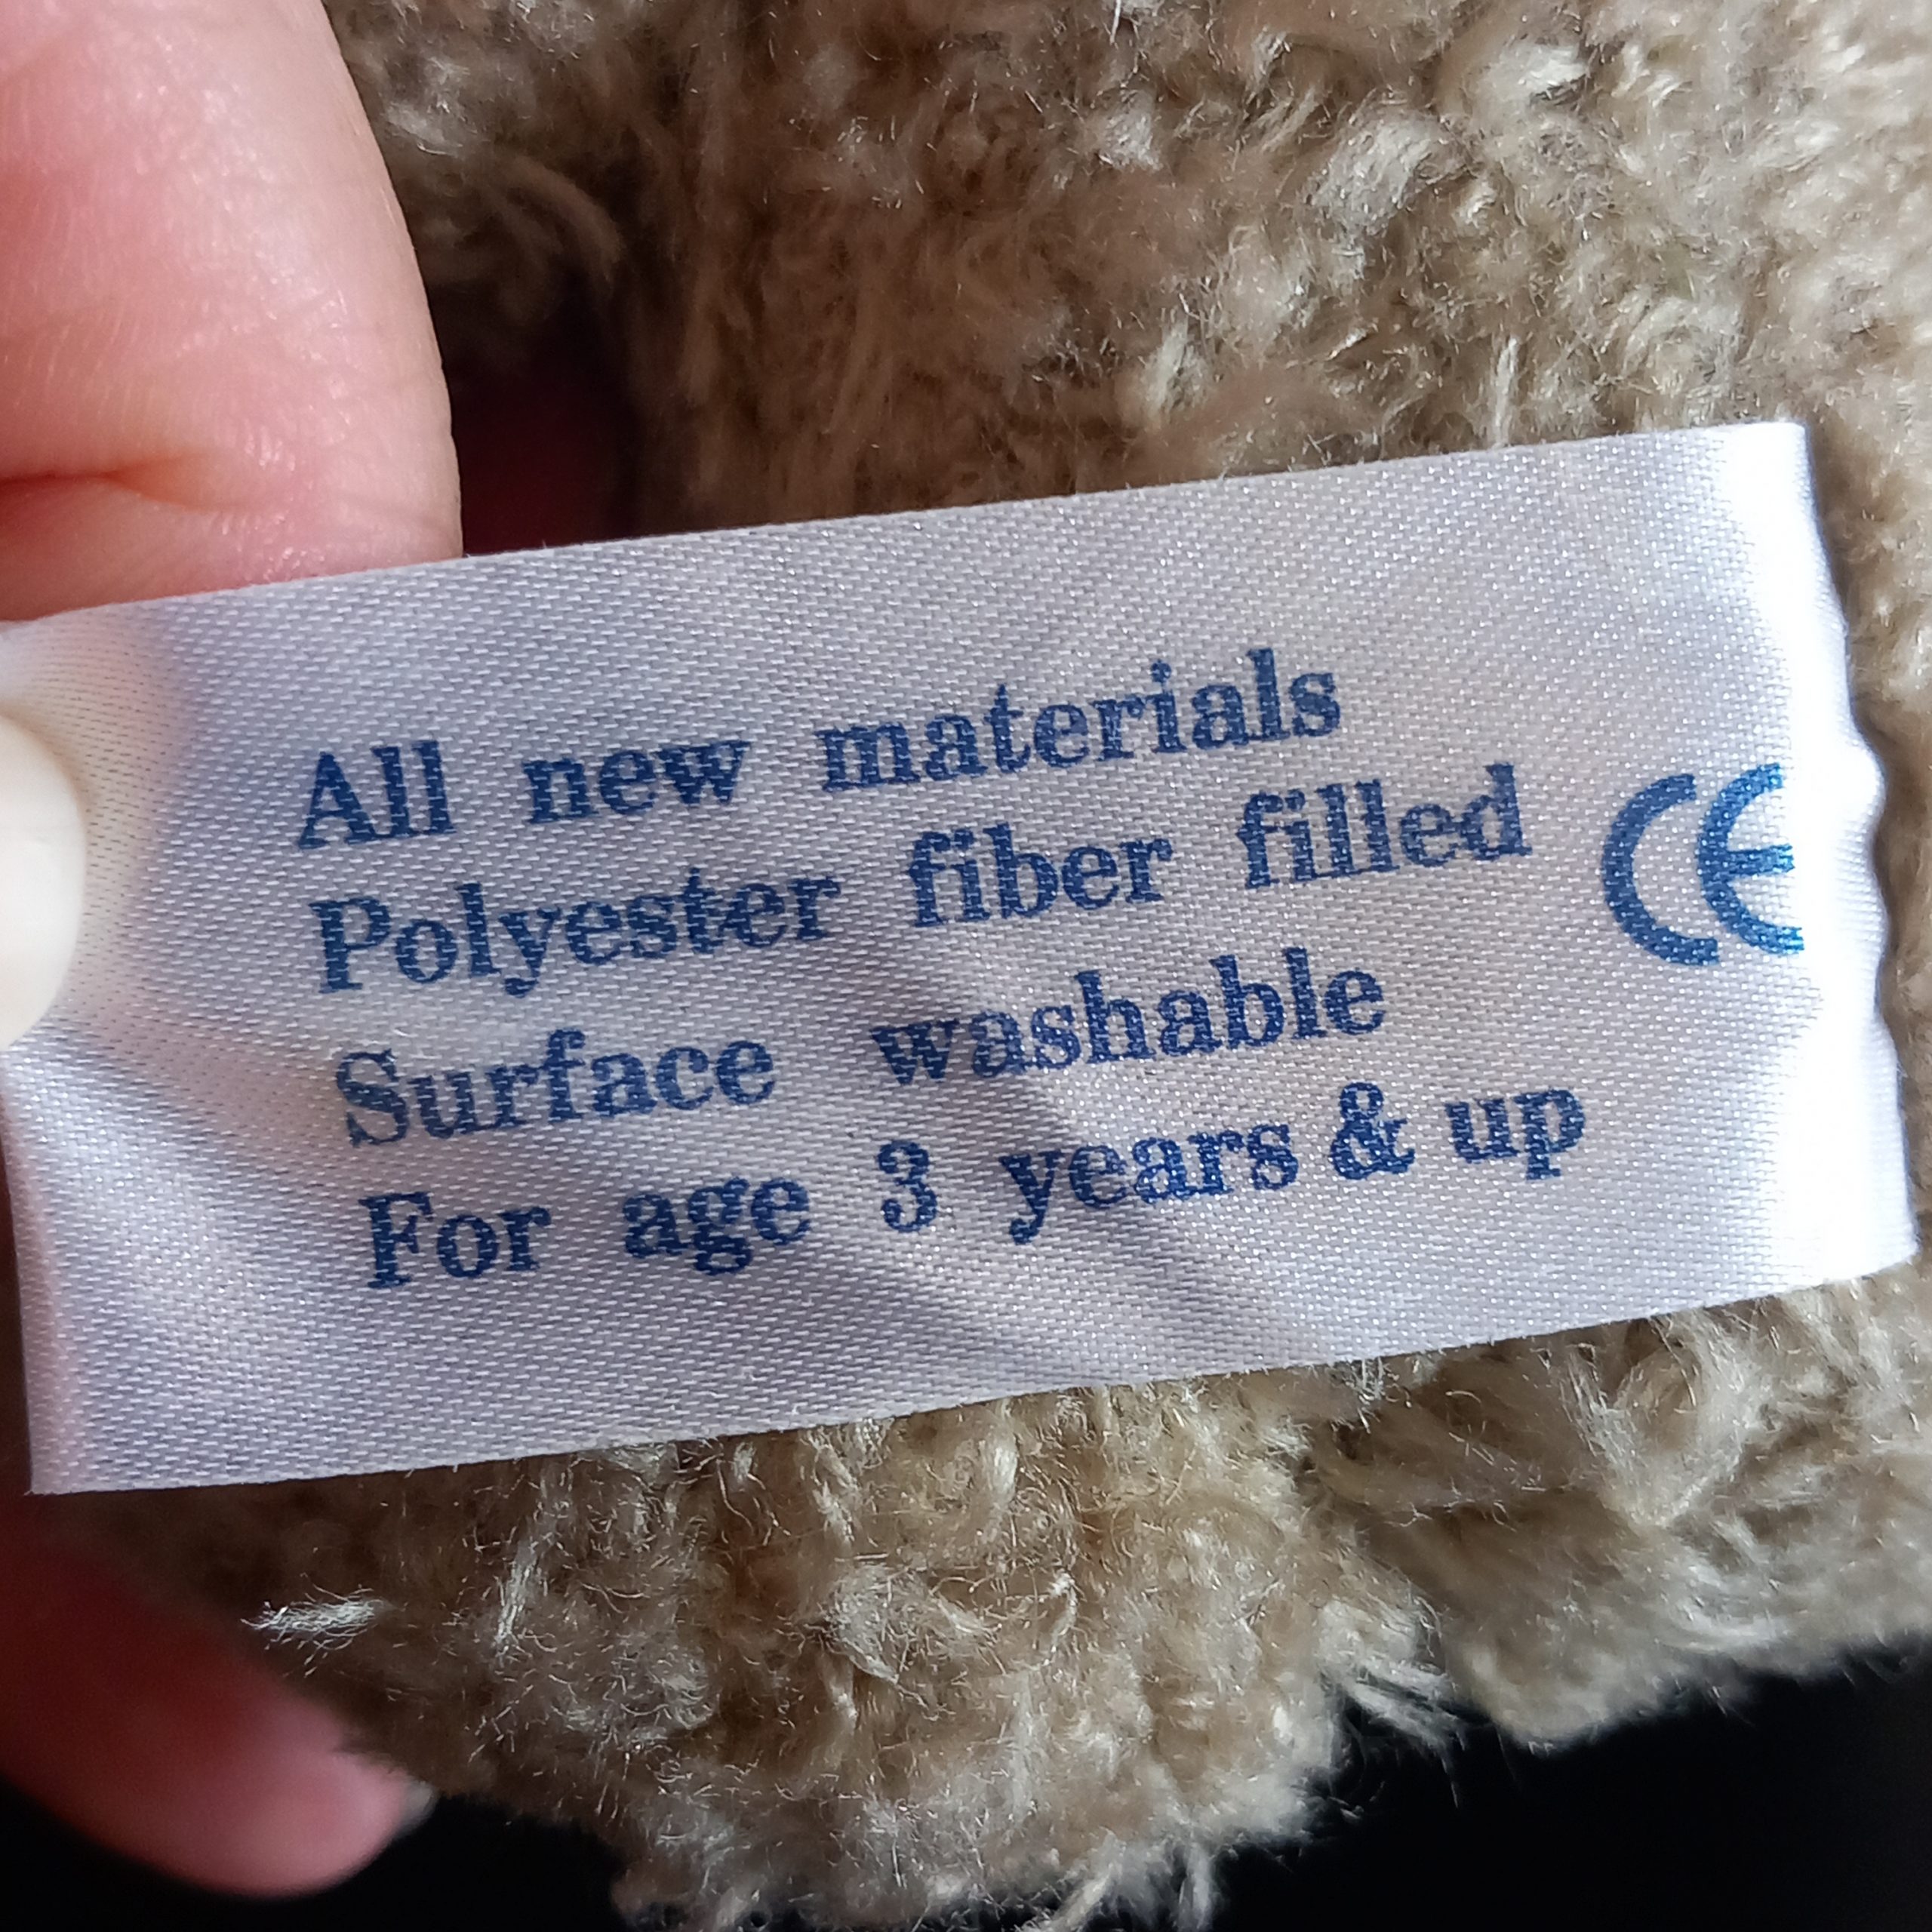 All new materials
Polyester fiber filled
CE
Surface washable
For age 3 years & up